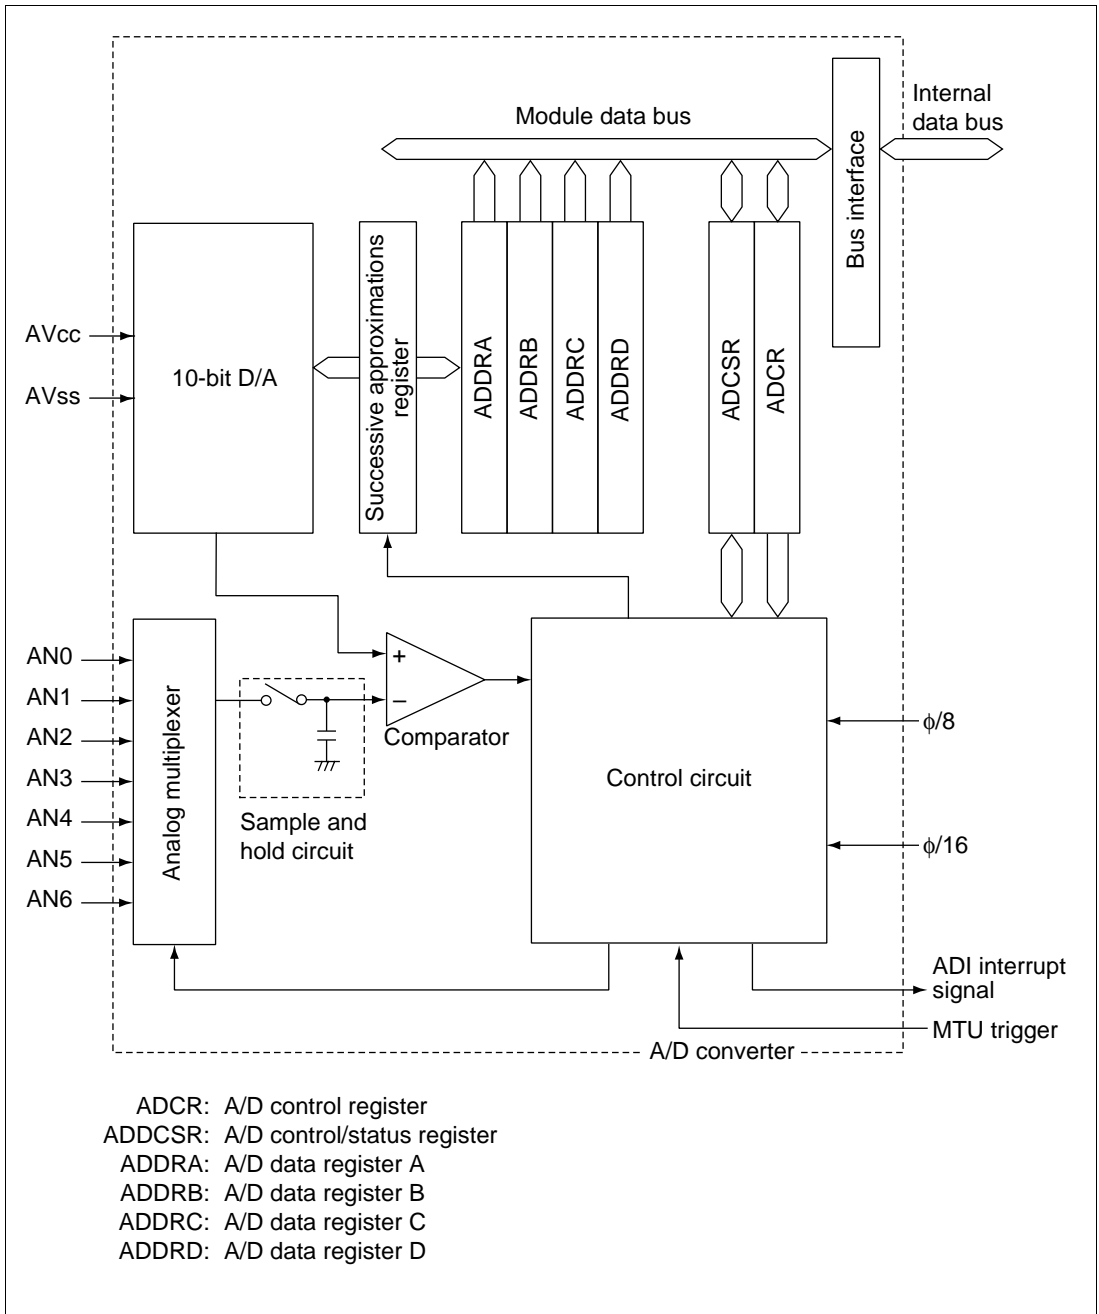 Internal
data bus
Module data bus
Bus interface
AVcc
AVss
10-bit D/A
Successive approximations
register
ADDRA
ADDRB
ADDRC
ADDRD
ADCSR
ADCR
AN0
AN1
AN2
AN3
AN4
AN5
AN6
Analog multiplexer
+
−
Comparator
Sample and
hold circuit
Control circuit
ϕ/8
ϕ/16
ADI interrupt
signal
MTU trigger
A/D converter
ADCR: A/D control register
ADDCSR: A/D control/status register
ADDRA: A/D data register A
ADDRB: A/D data register B
ADDRC: A/D data register C
ADDRD: A/D data register D